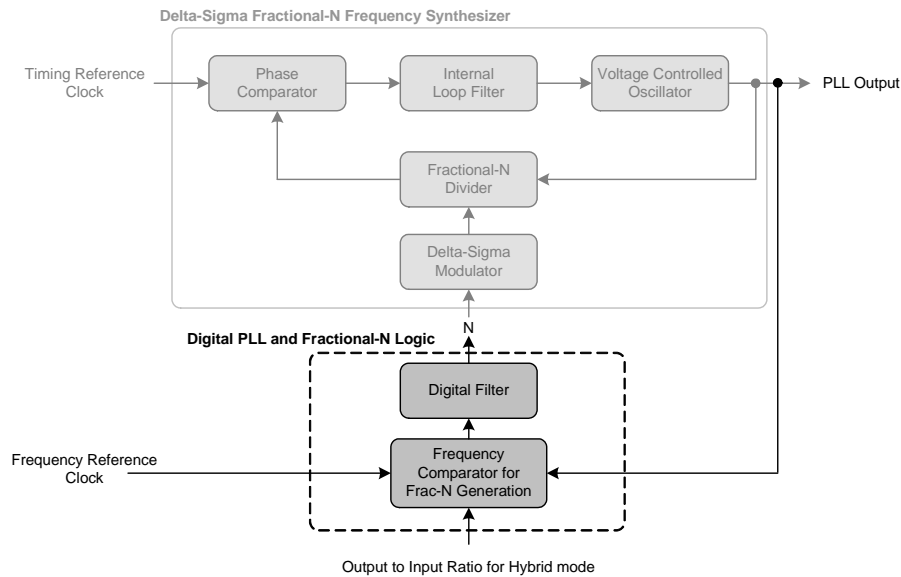 Delta-Sigma Fractional-N Frequency Synthesizer
Timing Reference
Clock
Phase
Comparator
Internal
Loop Filter
Voltage Controlled
Oscillator
PLL Output
Fractional-N
Divider
Delta-Sigma
Modulator
N
Digital PLL and Fractional-N Logic
Digital Filter
Frequency Reference
Clock
Frequency
Comparator for
Frac-N Generation
Output to Input Ratio for Hybrid mode